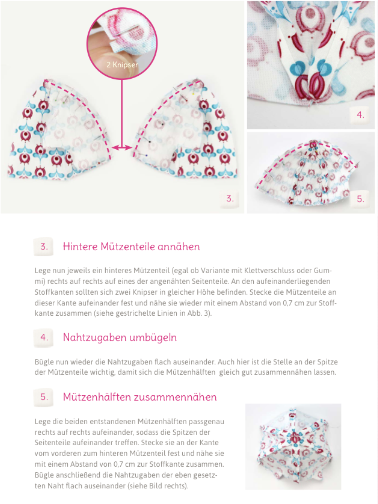 2 Knipser
4.
3.
5.
3. Hintere Mützenteile annähen
Lege nun jeweils ein hinteres Mützenteil (egal ob Variante mit Klettverschluss oder Gum-
mi) rechts auf rechts auf eines der angenähten Seitenteile. An den aufeinanderliegenden
Stoffkanten sollten sich zwei Knipser in gleicher Höhe befinden. Stecke die Mützenteile an
dieser Kante aufeinander fest und nähe sie wieder mit einem Abstand von 0,7 cm zur Stoff-
kante zusammen (siehe gestrichelte Linien in Abb. 3).
4. Nahtzugaben umbügeln
Bügle nun wieder die Nahtzugaben flach auseinander. Auch hier ist die Stelle an der Spitze
der Mützenteile wichtig, damit sich die Mützenhälften gleich gut zusammennähen lassen.
5. Mützenhälften zusammennähen
Lege die beiden entstandenen Mützenhälften passgenau
rechts auf rechts aufeinander, sodass die Spitzen der
Seitenteile aufeinander treffen. Stecke sie an der Kante
vom vorderen zum hinteren Mützenteil fest und nähe sie
mit einem Abstand von 0,7 cm zur Stoffkante zusammen.
Bügle anschließend die Nahtzugaben der eben gesetz-
ten Naht flach auseinander (siehe Bild rechts).